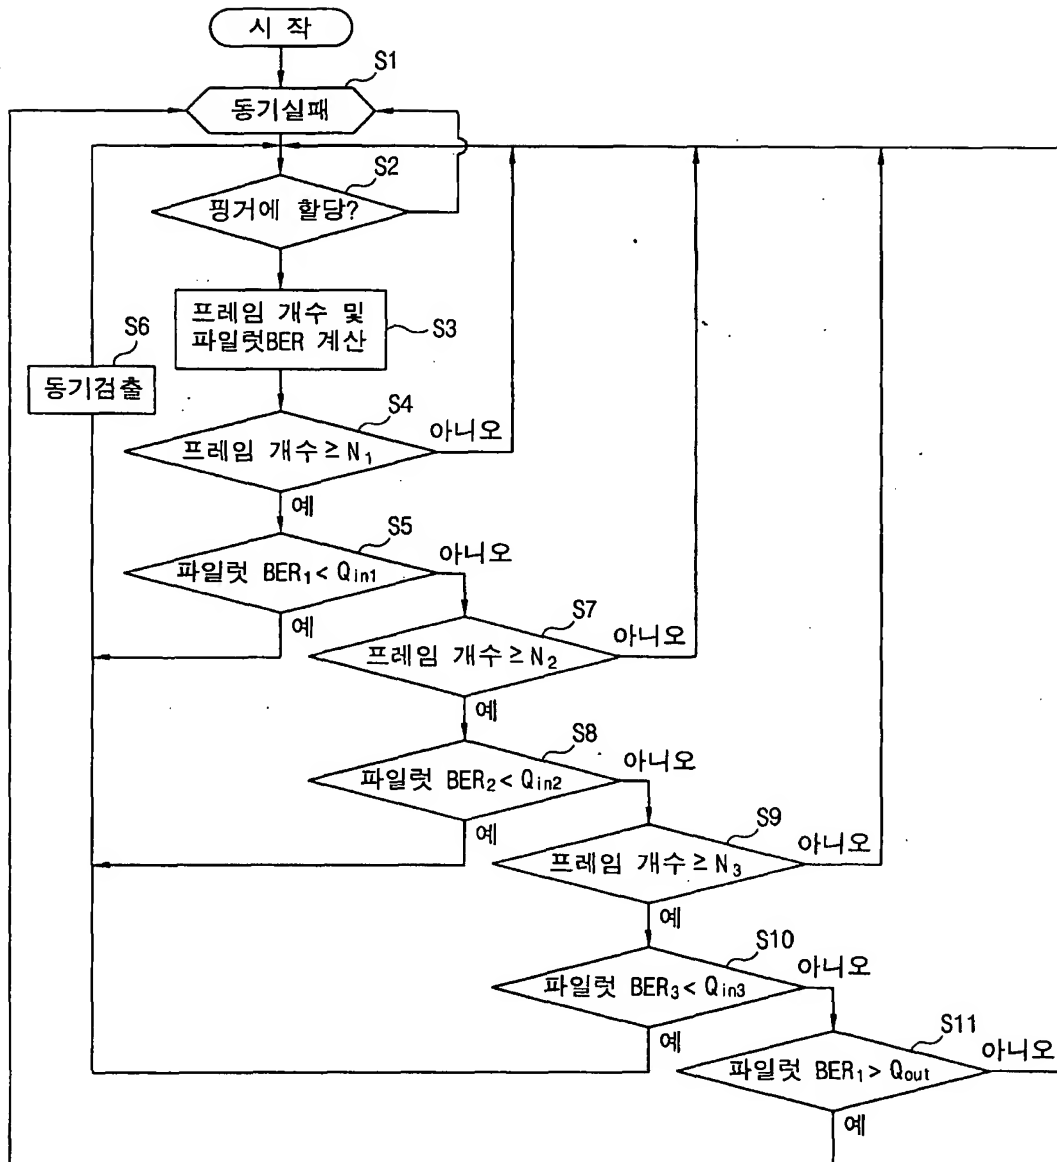 시 작
S1
동기실패
S2
핑거에 할당?
프레임 개수 및
파일럿BER 계산
S3
S6
동기검출
S4
프레임 개수 ≥ N₁
아니오
예
S5
파일럿 BER₁ < Qin1
아니오
예
S7
프레임 개수 ≥ N₂
아니오
예
S8
파일럿 BER₂ < Qin2
아니오
예
S9
프레임 개수 ≥ N₃
아니오
예
S10
파일럿 BER₃ < Qin3
아니오
예
S11
파일럿 BER₁ > Qout
아니오
예